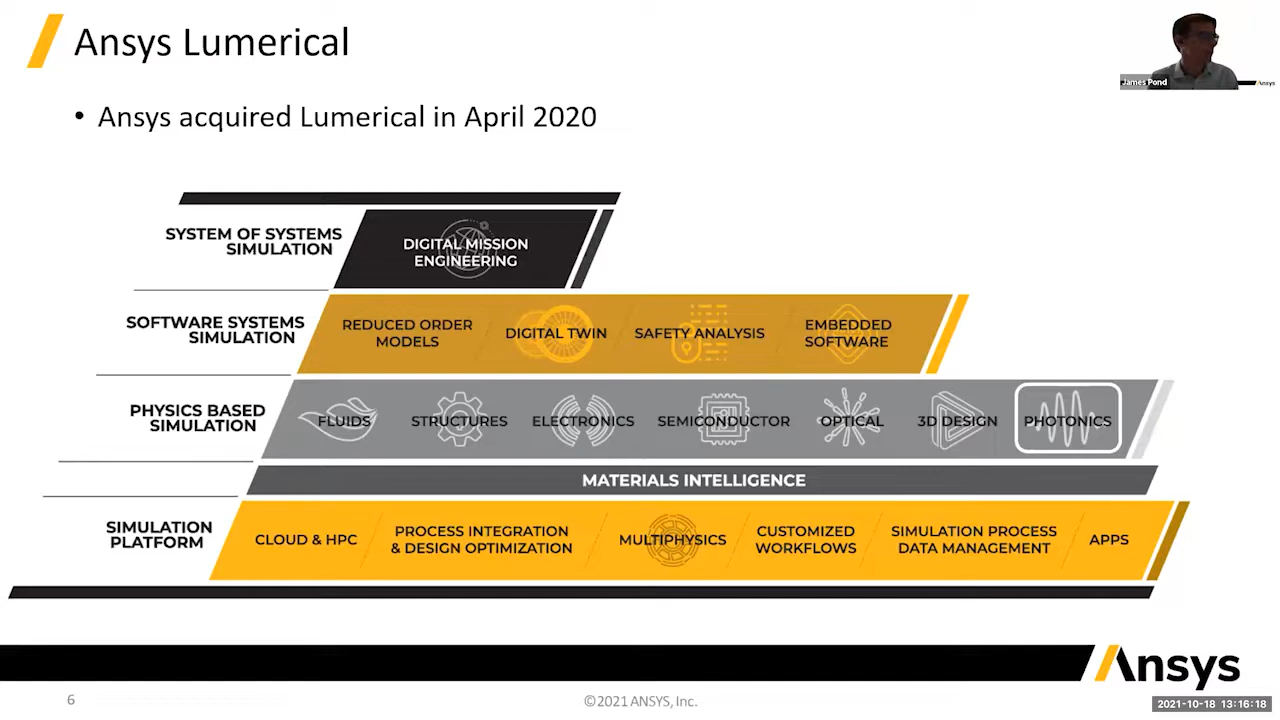 Ansys Lumerical
James Pond
Ansys
• Ansys acquired Lumerical in April 2020
SYSTEM OF SYSTEMS
SIMULATION
DIGITAL MISSION
ENGINEERING
SOFTWARE SYSTEMS
SIMULATION
REDUCED ORDER
MODELS
DIGITAL TWIN
SAFETY ANALYSIS
EMBEDDED
SOFTWARE
PHYSICS BASED
SIMULATION
FLUIDS
STRUCTURES
ELECTRONICS
SEMICONDUCTOR
OPTICAL
3D DESIGN
PHOTONICS
MATERIALS INTELLIGENCE
SIMULATION
PLATFORM
CLOUD & HPC
PROCESS INTEGRATION
& DESIGN OPTIMIZATION
MULTIPHYSICS
CUSTOMIZED
WORKFLOWS
SIMULATION PROCESS
DATA MANAGEMENT
APPS
Ansys
6
©2021 ANSYS, Inc.
2021-10-18 13:16:18